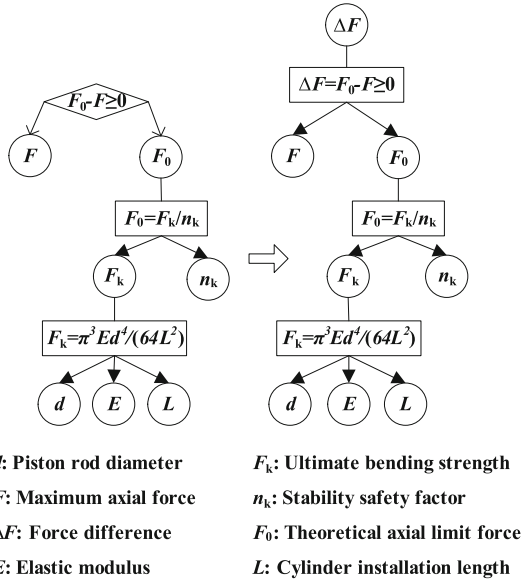 ΔF
F₀-F≥0
ΔF=F₀-F≥0
F
F₀
F
F₀
F₀=Fₖ/nₖ
F₀=Fₖ/nₖ
Fₖ
nₖ
Fₖ
nₖ
Fₖ=π³Ed⁴/(64L²)
Fₖ=π³Ed⁴/(64L²)
d
E
L
d
E
L
d: Piston rod diameter
Fₖ: Ultimate bending strength
F: Maximum axial force
nₖ: Stability safety factor
ΔF: Force difference
F₀: Theoretical axial limit force
E: Elastic modulus
L: Cylinder installation length